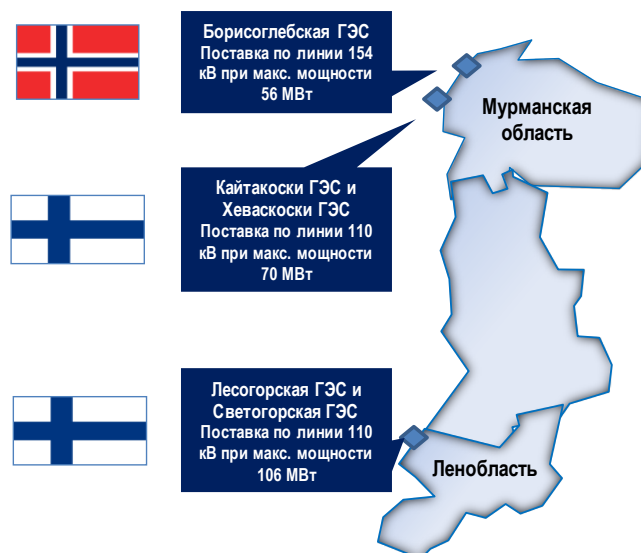 Борисоглебская ГЭС
Поставка по линии 154
кВ при макс. мощности
56 МВт
Мурманская
область
Кайтакоски ГЭС и
Хеваскоски ГЭС
Поставка по линии 110
кВ при макс. мощности
70 МВт
Лесогорская ГЭС и
Светогорская ГЭС
Поставка по линии 110
кВ при макс. мощности
106 МВт
Ленобласть